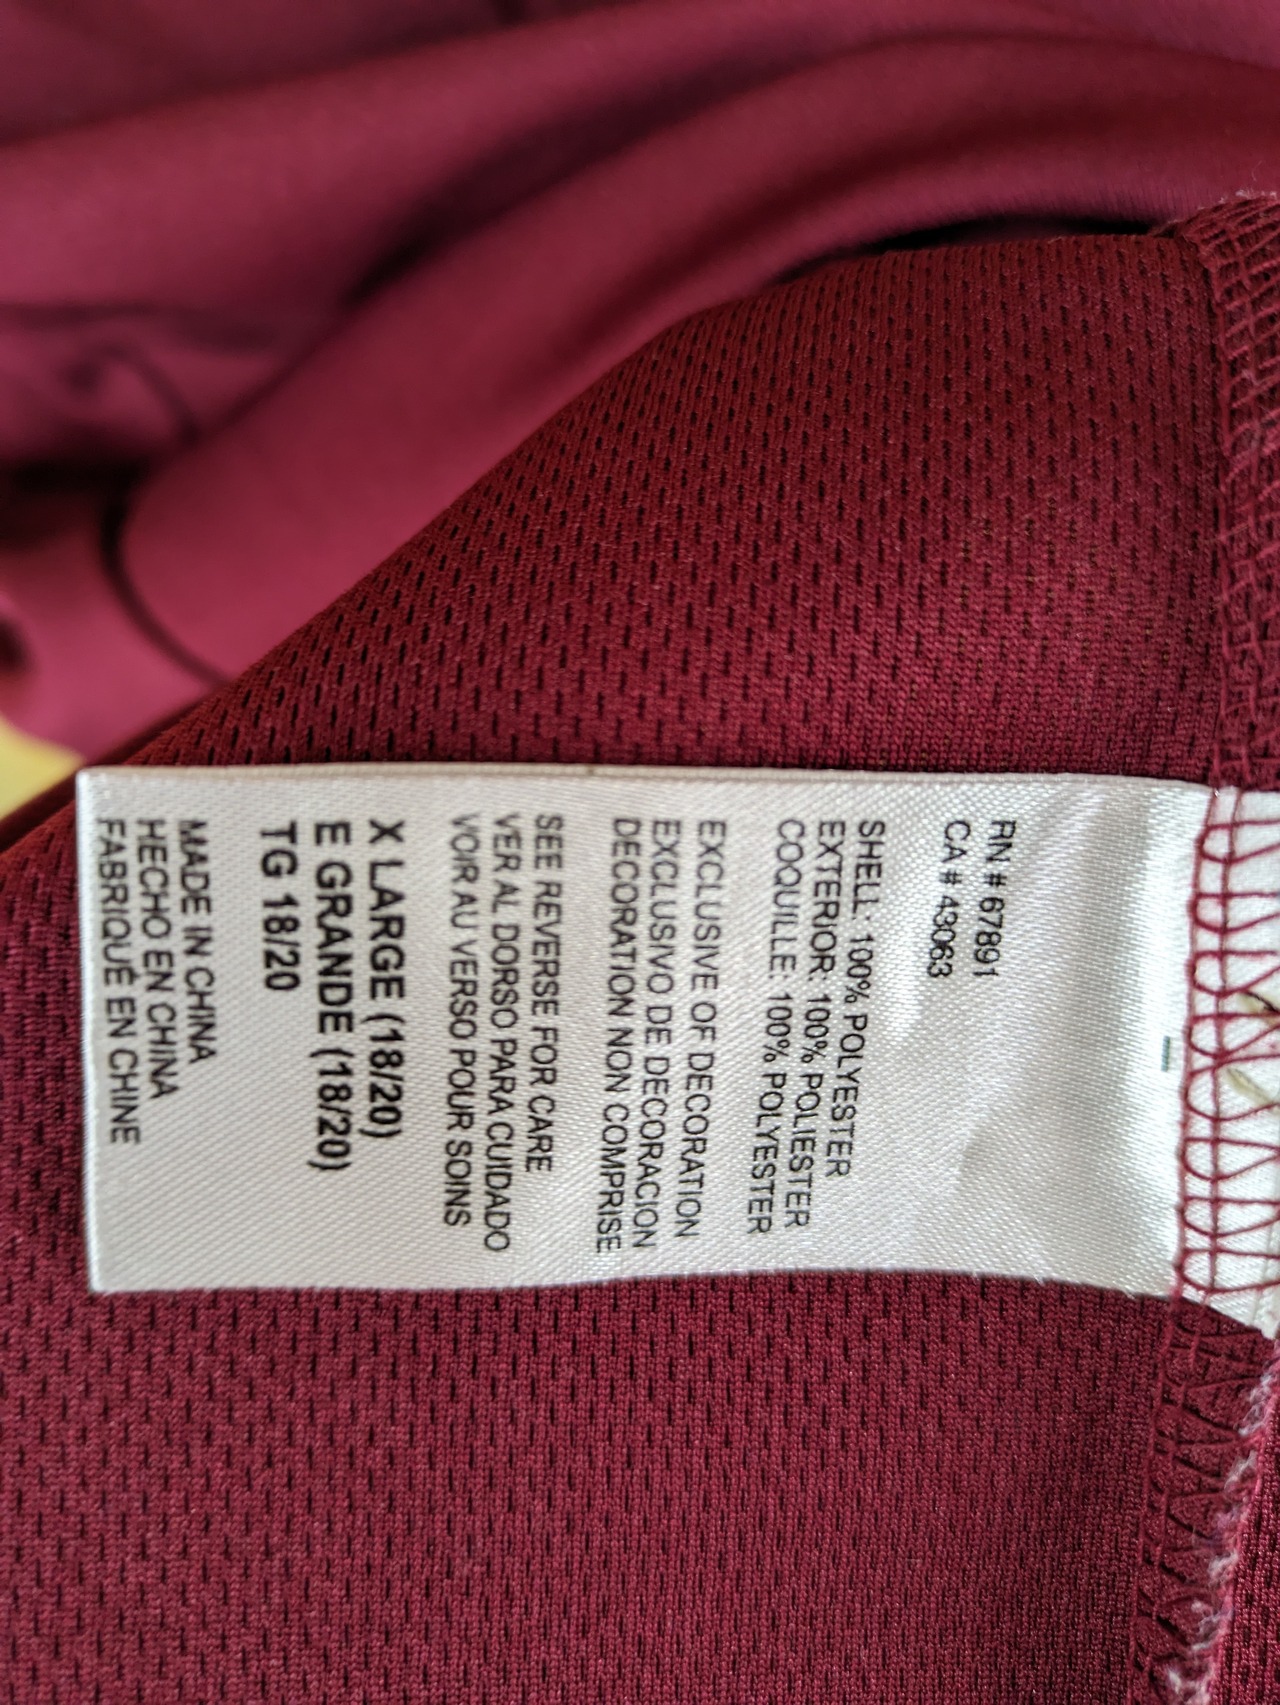 RN # 67891
CA # 43063
SHELL: 100% POLYESTER
EXTERIOR: 100% POLIESTER
COQUILLE: 100% POLYESTER
EXCLUSIVE OF DECORATION
EXCLUSIVO DE DECORACION
DECORATION NON COMPRISE
SEE REVERSE FOR CARE
VER AL DORSO PARA CUIDADO
VOIR AU VERSO POUR SOINS
X LARGE (18/20)
E GRANDE (18/20)
TG 18/20
MADE IN CHINA
HECHO EN CHINA
FABRIQUÉ EN CHINE